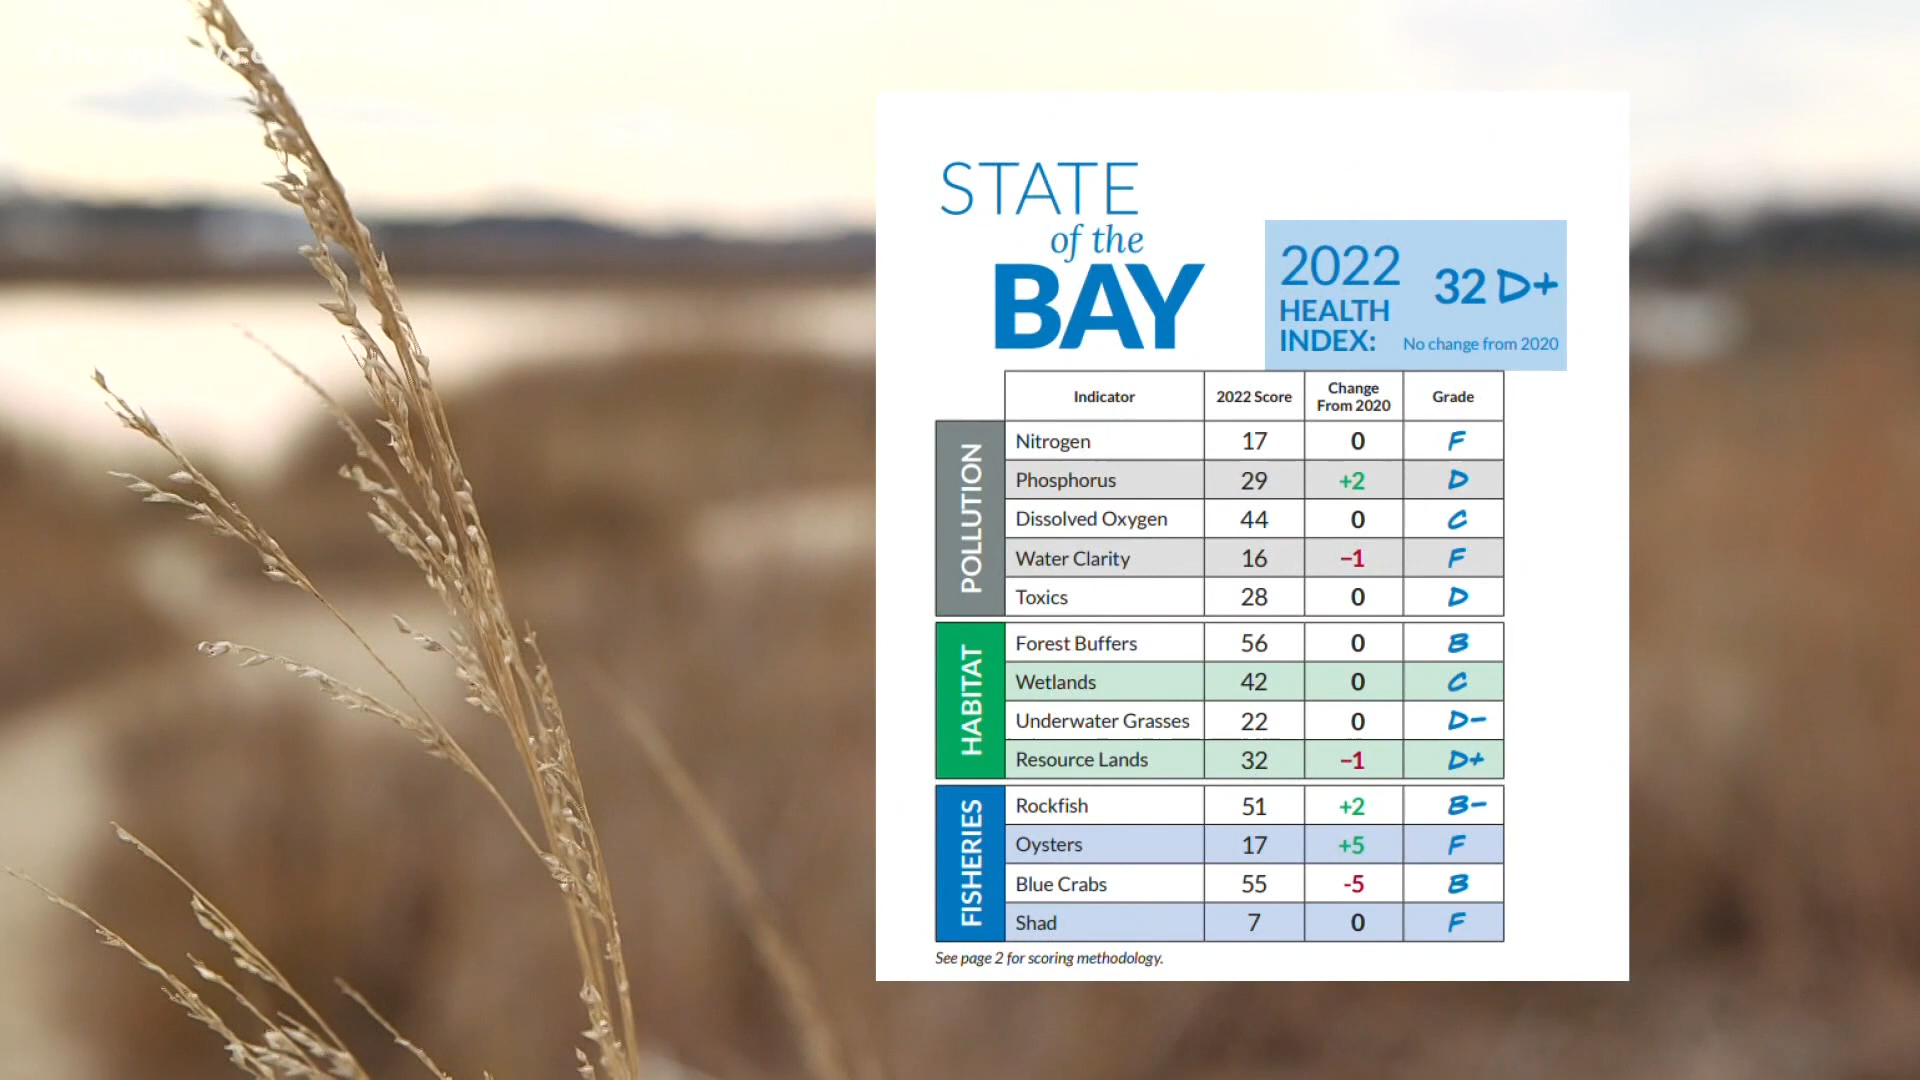 STATE
of the
BAY
2022
HEALTH
INDEX:
32 D+
No change from 2020
Indicator 2022 Score Change From 2020 Grade
POLLUTION
Nitrogen 17 0 F
Phosphorus 29 +2 D
Dissolved Oxygen 44 0 C
Water Clarity 16 −1 F
Toxics 28 0 D
HABITAT
Forest Buffers 56 0 B
Wetlands 42 0 C
Underwater Grasses 22 0 D−
Resource Lands 32 −1 D+
FISHERIES
Rockfish 51 +2 B−
Oysters 17 +5 F
Blue Crabs 55 -5 B
Shad 7 0 F
See page 2 for scoring methodology.